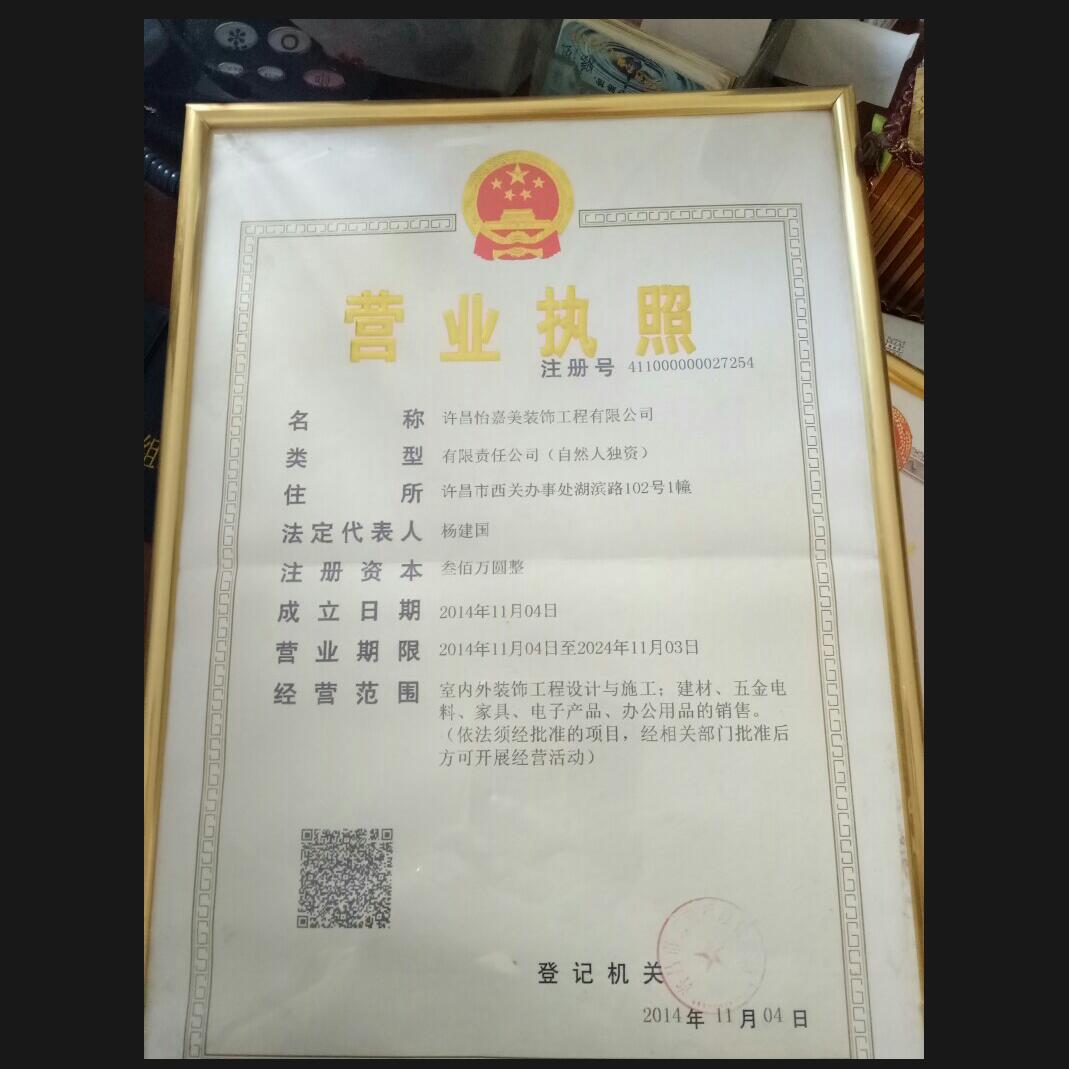 营业执照
注册号 411000000027254
名称 许昌怡嘉美装饰工程有限公司
类型 有限责任公司（自然人独资）
住所 许昌市西关办事处湖滨路102号1幢
法定代表人 杨建国
注册资本 叁佰万圆整
成立日期 2014年11月04日
营业期限 2014年11月04日至2024年11月03日
经营范围 室内外装饰工程设计与施工；建材、五金电
料、家具、电子产品、办公用品的销售。
（依法须经批准的项目，经相关部门批准后
方可开展经营活动）
登记机关
2014年11月04日